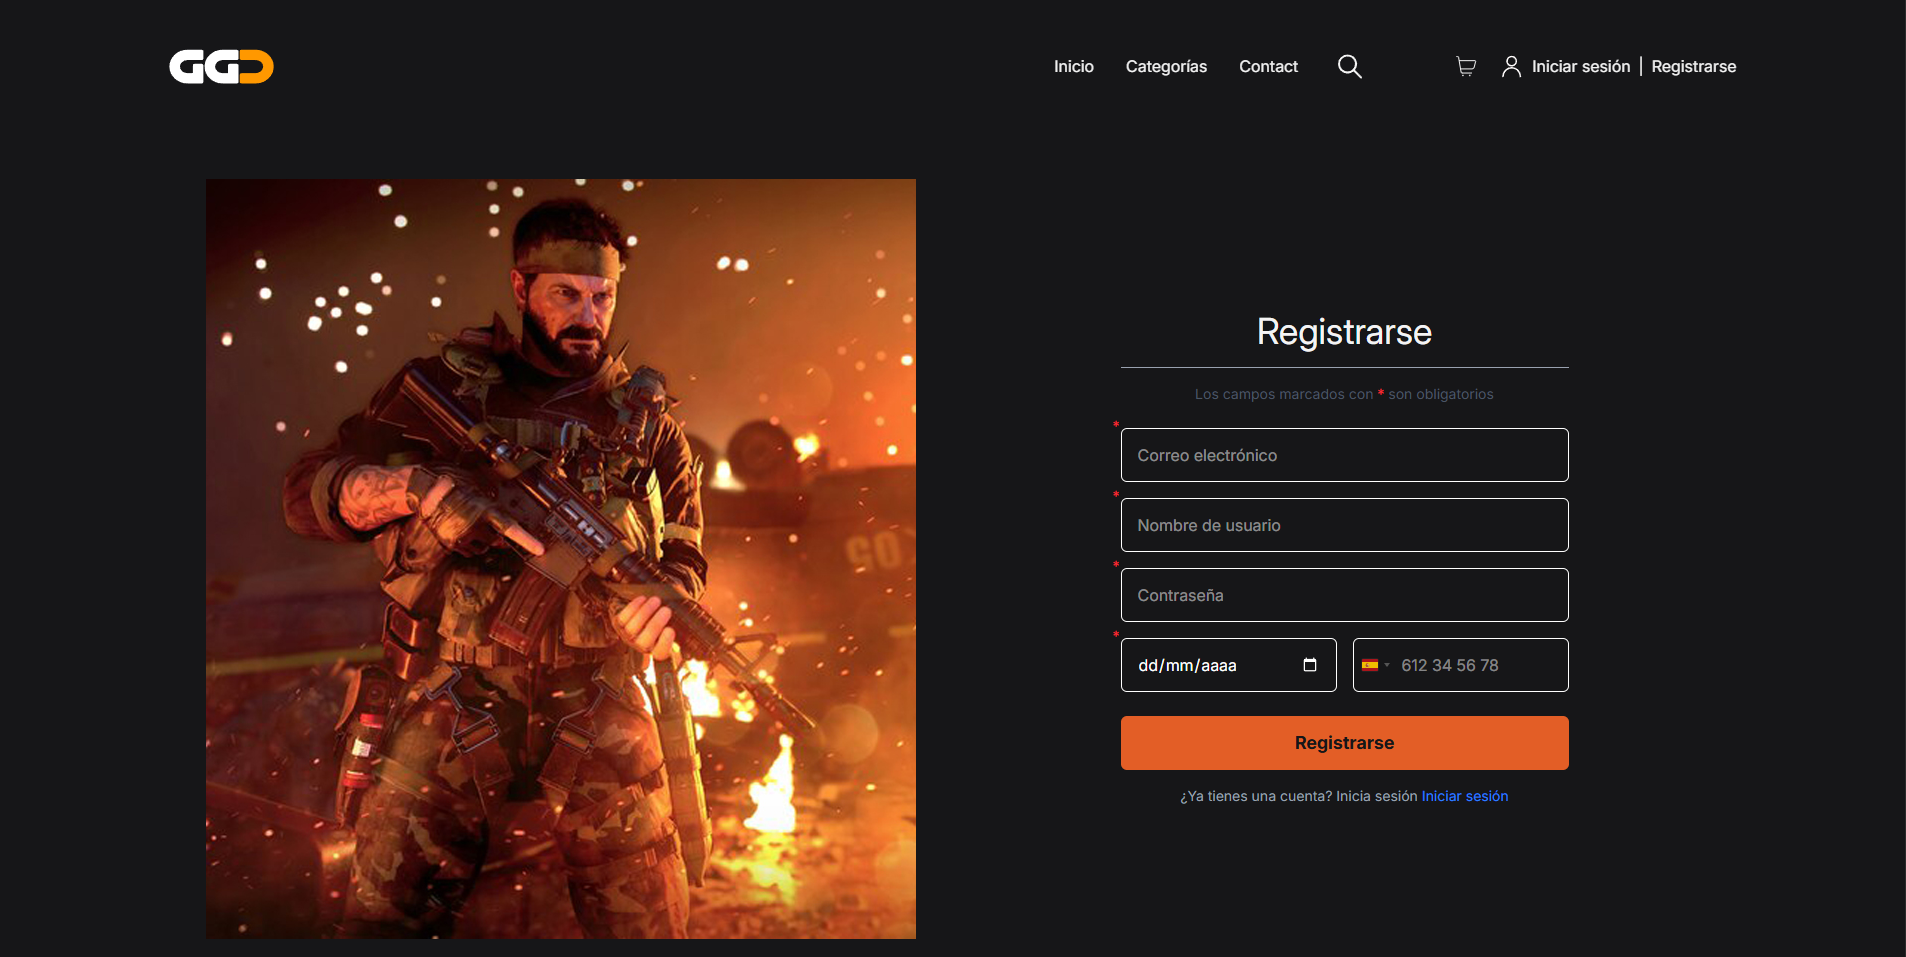 GGD
Inicio Categorías Contact Iniciar sesión | Registrarse
Registrarse
Los campos marcados con * son obligatorios
*
Correo electrónico
*
Nombre de usuario
*
Contraseña
*
dd/mm/aaaa 612 34 56 78
Registrarse
¿Ya tienes una cuenta? Inicia sesión Iniciar sesión